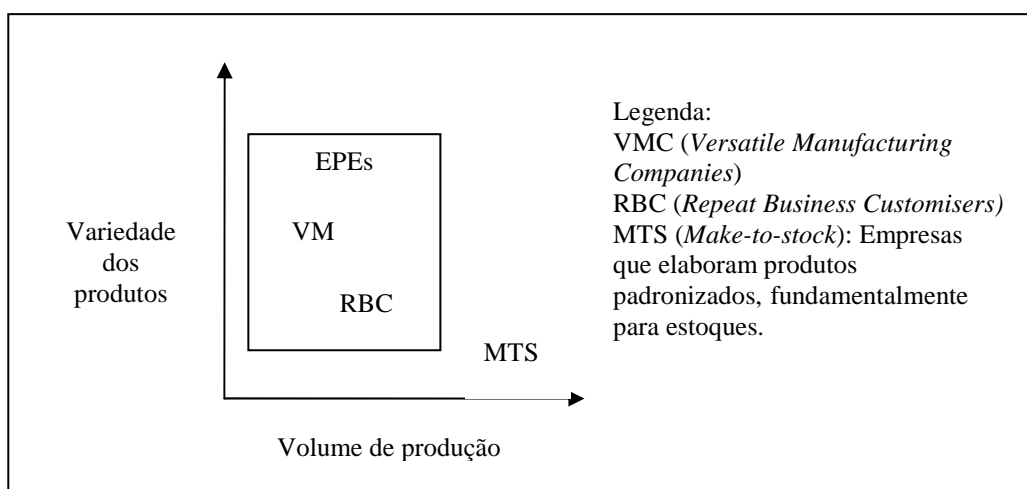 Variedade
dos
produtos
EPEs
VM
RBC
MTS
Volume de produção
Legenda:
VMC (Versatile Manufacturing
Companies)
RBC (Repeat Business Customisers)
MTS (Make-to-stock): Empresas
que elaboram produtos
padronizados, fundamentalmente
para estoques.